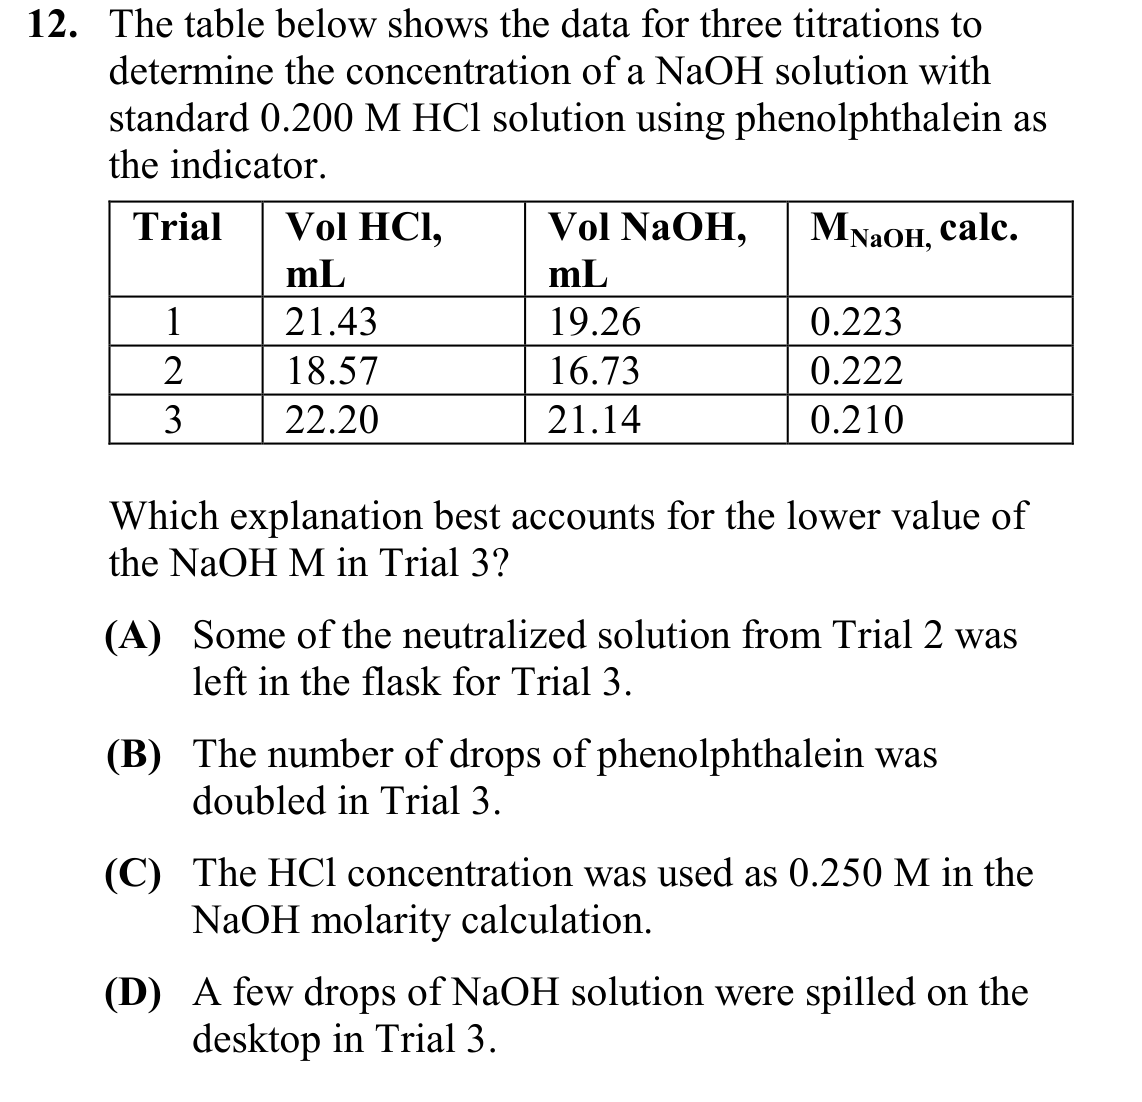 12. The table below shows the data for three titrations to
determine the concentration of a NaOH solution with
standard 0.200 M HCl solution using phenolphthalein as
the indicator.
Trial Vol HCl, mL Vol NaOH, mL M NaOH, calc.
1 21.43 19.26 0.223
2 18.57 16.73 0.222
3 22.20 21.14 0.210
Which explanation best accounts for the lower value of
the NaOH M in Trial 3?
(A) Some of the neutralized solution from Trial 2 was
left in the flask for Trial 3.
(B) The number of drops of phenolphthalein was
doubled in Trial 3.
(C) The HCl concentration was used as 0.250 M in the
NaOH molarity calculation.
(D) A few drops of NaOH solution were spilled on the
desktop in Trial 3.